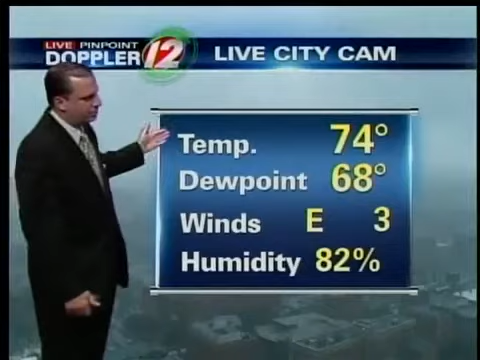 LIVE PINPOINT
DOPPLER 12
LIVE CITY CAM
Temp. 74°
Dewpoint 68°
Winds E 3
Humidity 82%